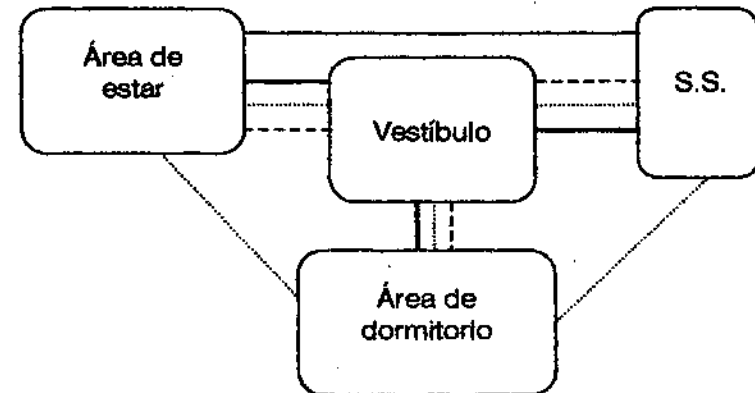 Área de
estar
S.S.
Vestíbulo
Área de
dormitorio